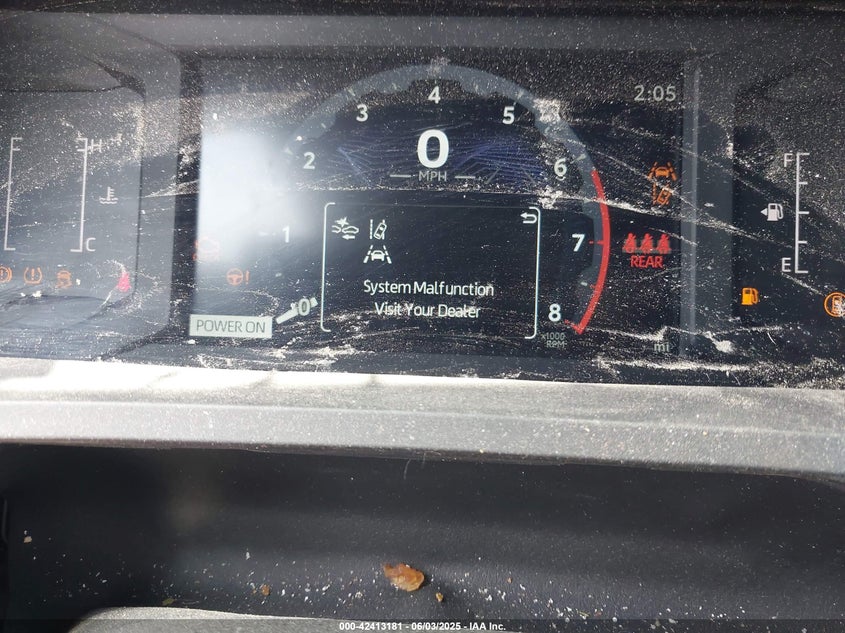 2:05
4
3
5
0
2
6
MPH
F
F
H
1
7
REAR
C
E
System Malfunction
Visit Your Dealer
0
8
POWER ON
x1000
RPM
mi
000-42413181 - 06/03/2025 - IAA Inc.